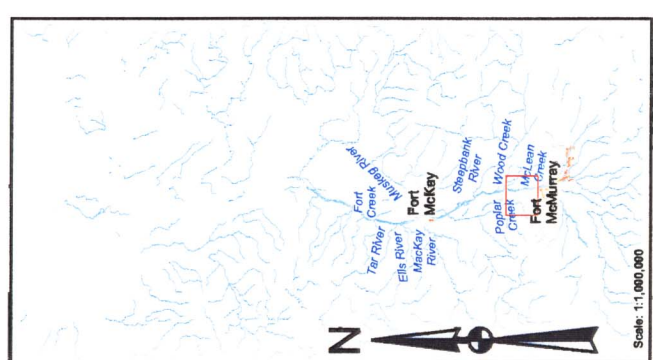 Fort
Creek
Muskeg River
Tar River
Fort
McKay
Ells River
MacKay
River
Steepbank
River
Wood Creek
Poplar
Creek
McLean
Creek
Fort
McMurray
N
Scale: 1:1,000,000